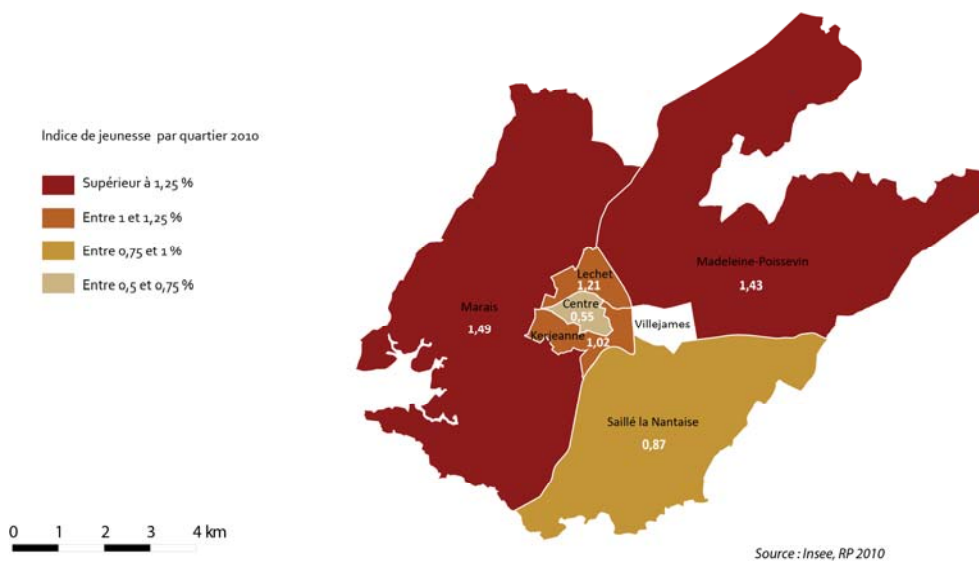 Indice de jeunesse par quartier 2010
Supérieur à 1,25 %
Entre 1 et 1,25 %
Entre 0,75 et 1 %
Entre 0,5 et 0,75 %
Madeleine-Poissevin
1,43
Lechet
1,21
Centre
0,55
Marais
1,49
Villejames
Kerjeanne
1,02
Saillé la Nantaise
0,87
0 1 2 3 4 km
Source : Insee, RP 2010